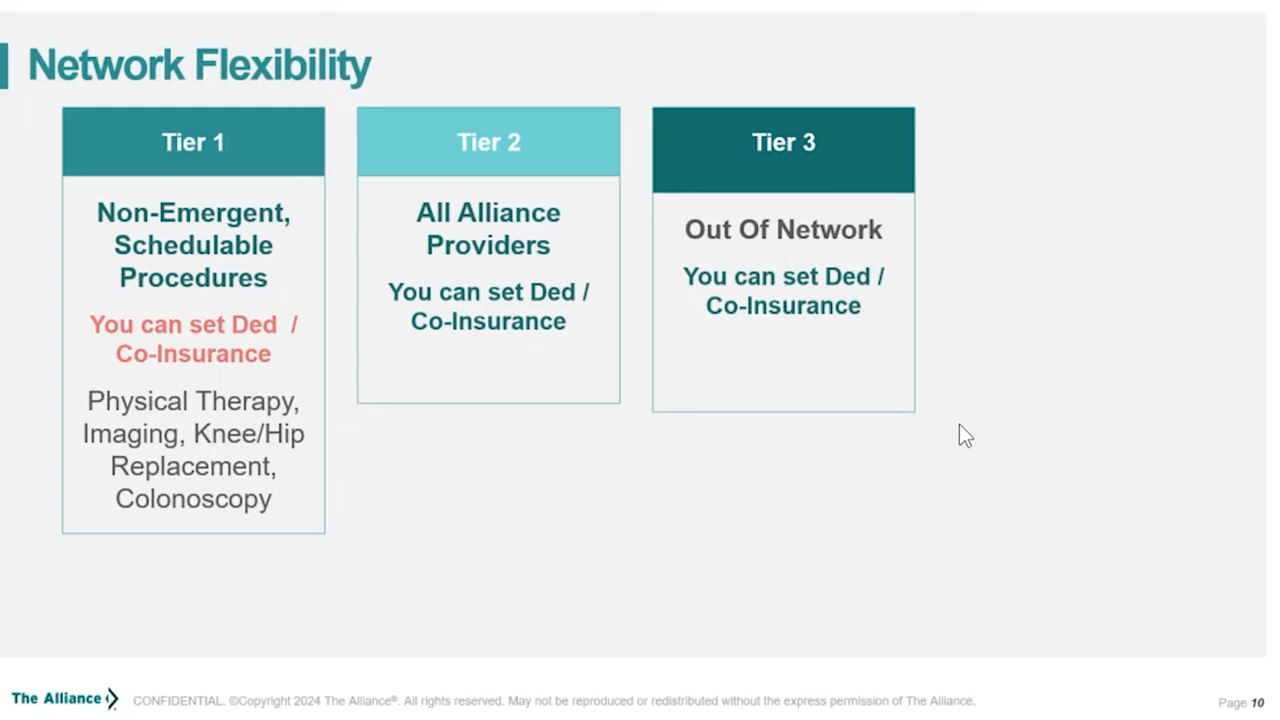 Network Flexibility
Tier 1
Non-Emergent,
Schedulable
Procedures
You can set Ded  /
Co-Insurance
Physical Therapy,
Imaging, Knee/Hip
Replacement,
Colonoscopy
Tier 2
All Alliance
Providers
You can set Ded /
Co-Insurance
Tier 3
Out Of Network
You can set Ded /
Co-Insurance
The Alliance
CONFIDENTIAL. ©Copyright 2024 The Alliance®. All rights reserved. May not be reproduced or redistributed without the express permission of The Alliance.
Page 10